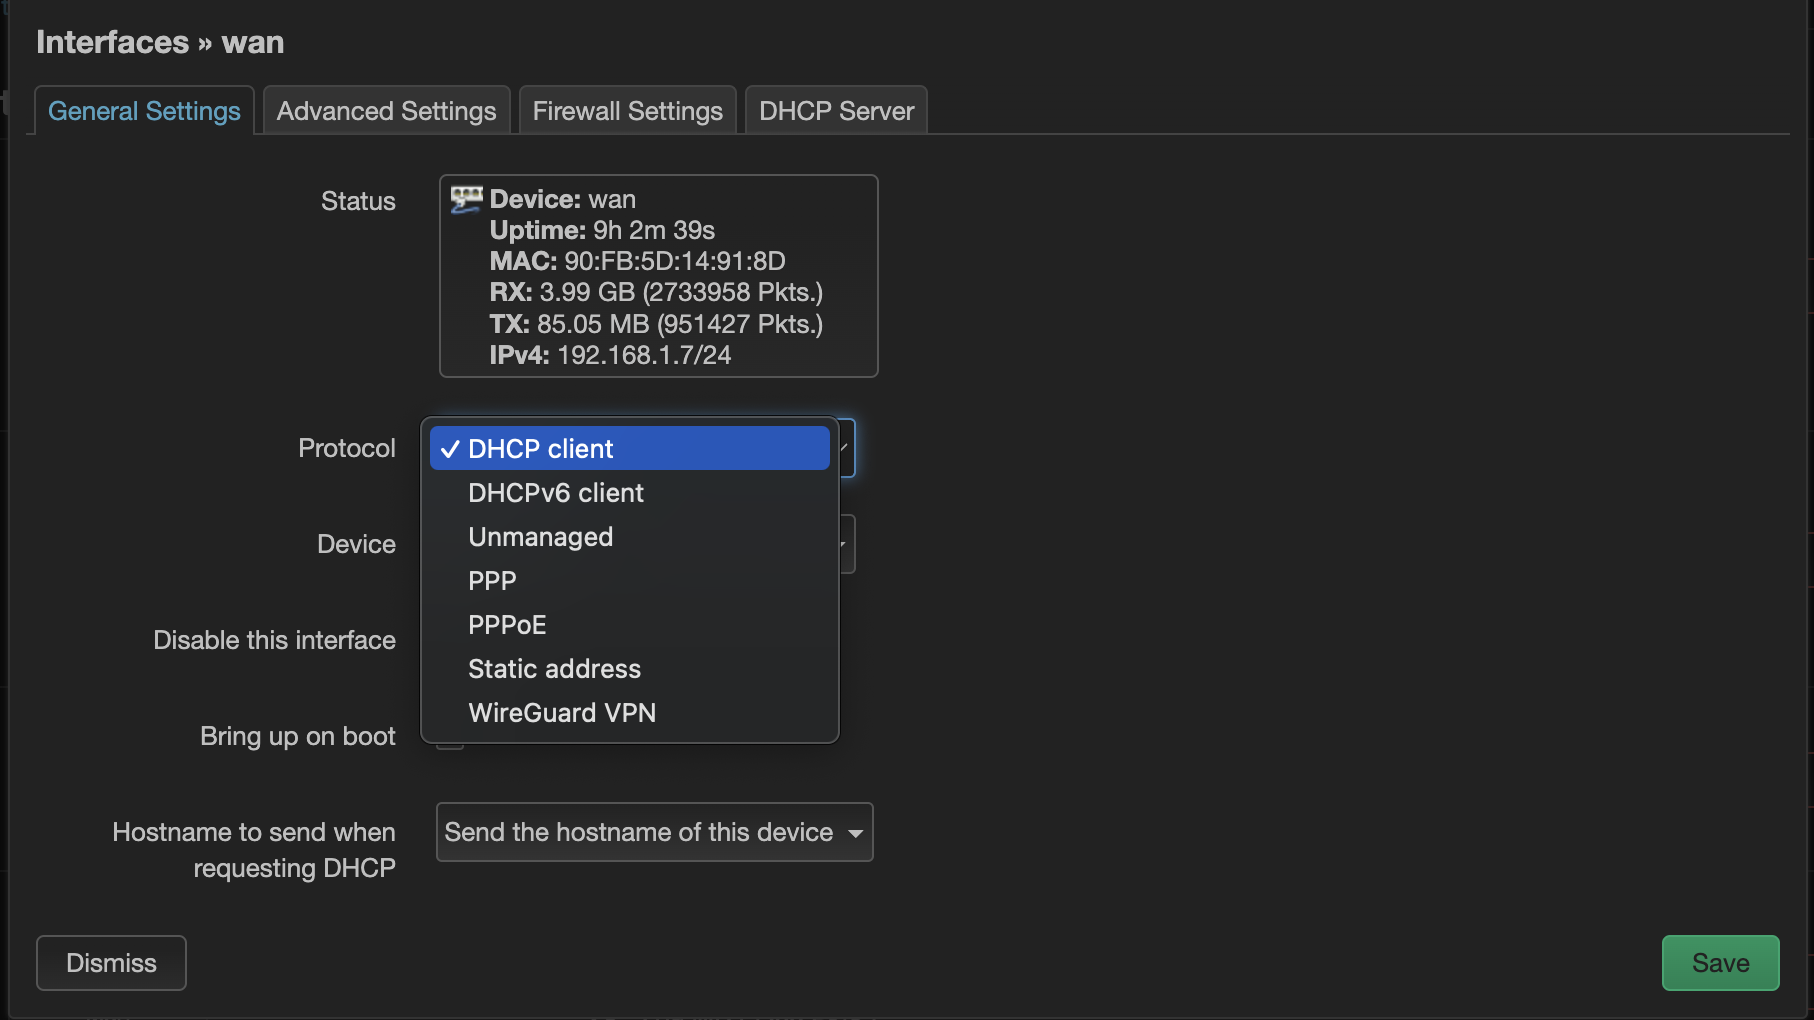 Interfaces » wan
General Settings
Advanced Settings
Firewall Settings
DHCP Server
Status
Device: wan
Uptime: 9h 2m 39s
MAC: 90:FB:5D:14:91:8D
RX: 3.99 GB (2733958 Pkts.)
TX: 85.05 MB (951427 Pkts.)
IPv4: 192.168.1.7/24
Protocol
✓ DHCP client
DHCPv6 client
Unmanaged
PPP
PPPoE
Static address
WireGuard VPN
Device
Disable this interface
Bring up on boot
Hostname to send when
requesting DHCP
Send the hostname of this device
Dismiss
Save